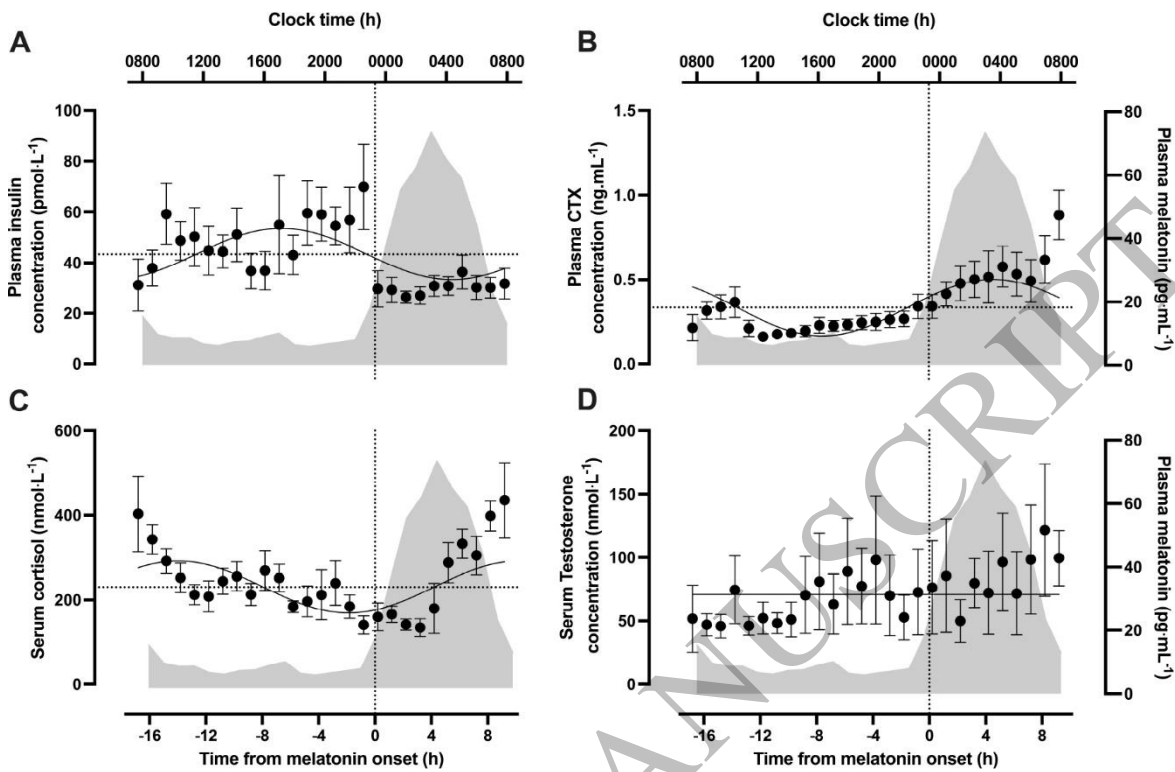 Clock time (h)
Clock time (h)
A
B
0800 1200 1600 2000 0000 0400 0800
0800 1200 1600 2000 0000 0400 0800
Plasma insulin
concentration (pmol·L-1)
100
80
60
40
20
0
Plasma CTX
concentration (ng.mL-1)
1.5
1.0
0.5
0.0
Plasma melatonin (pg·mL-1)
80
60
40
20
0
C
D
Serum cortisol (nmol·L-1)
600
400
200
0
Serum Testosterone
concentration (nmol·L-1)
200
150
100
50
0
Plasma melatonin (pg·mL-1)
80
60
40
20
0
-16 -12 -8 -4 0 4 8
-16 -12 -8 -4 0 4 8
Time from melatonin onset (h)
Time from melatonin onset (h)
ANUSCRIPT